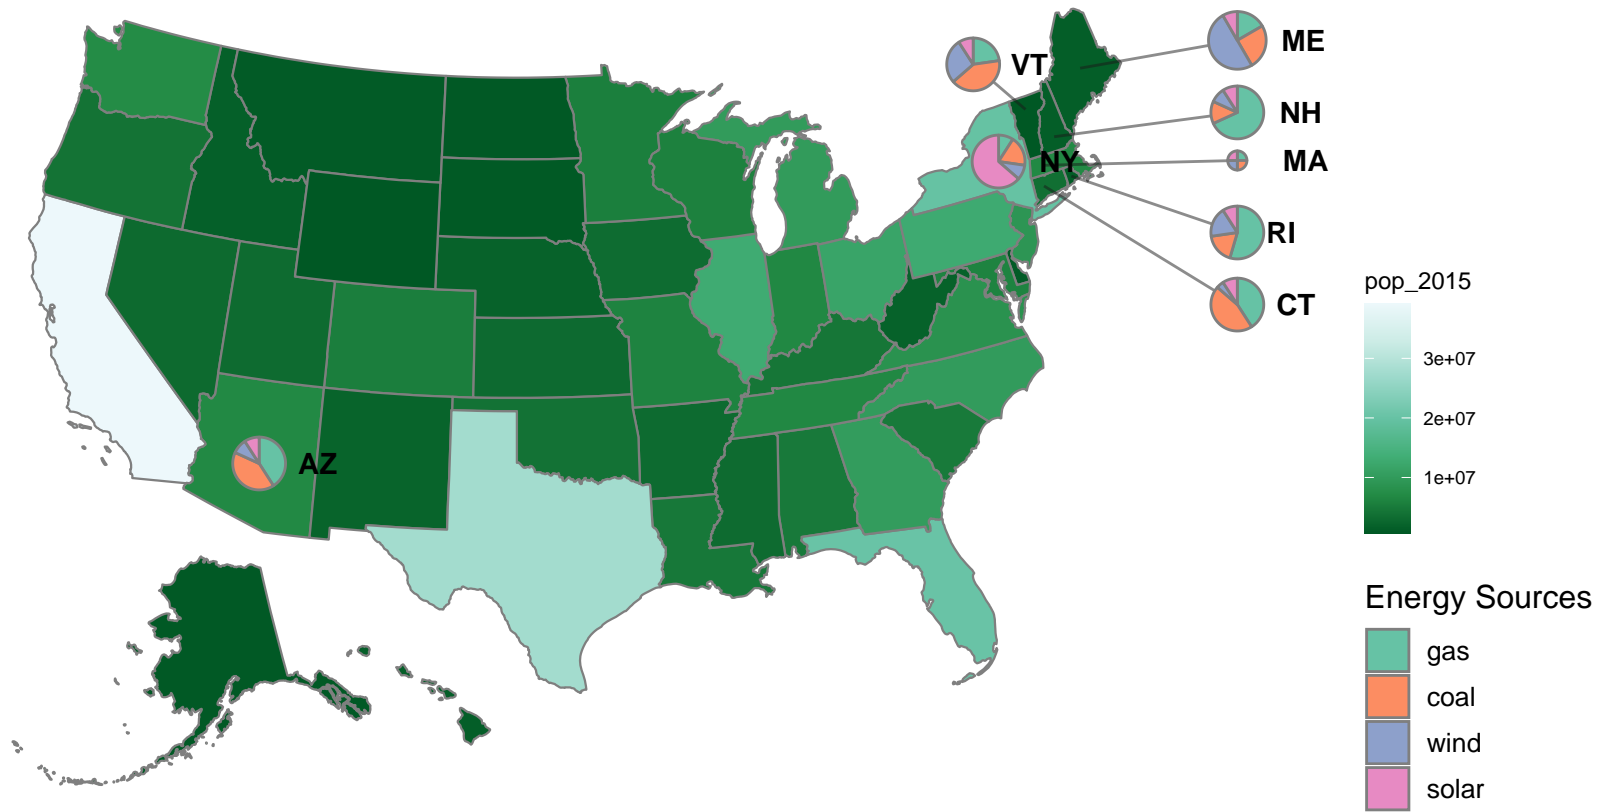 ME
VT
NH
NY
MA
RI
CT
AZ
pop_2015
3e+07
2e+07
1e+07
Energy Sources
gas
coal
wind
solar